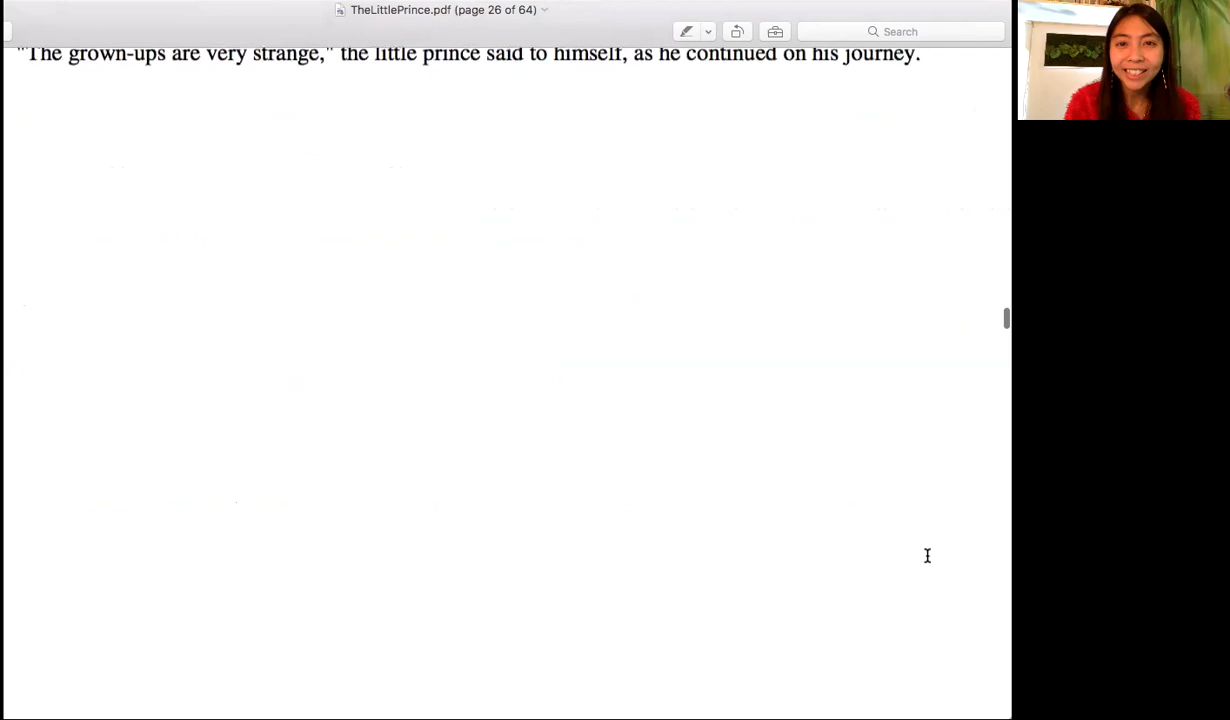 TheLittlePrince.pdf (page 26 of 64)
Search
"The grown-ups are very strange," the little prince said to himself, as he continued on his journey.